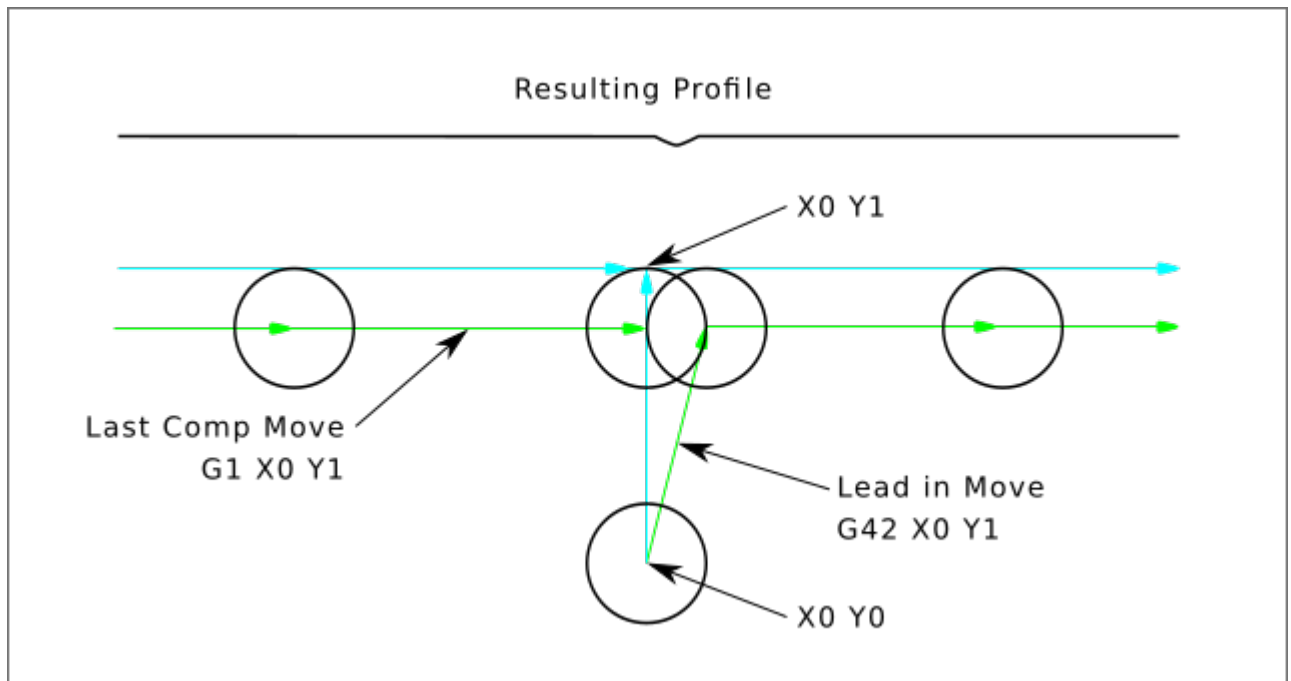 Resulting Profile
X0 Y1
Last Comp Move
G1 X0 Y1
Lead in Move
G42 X0 Y1
X0 Y0